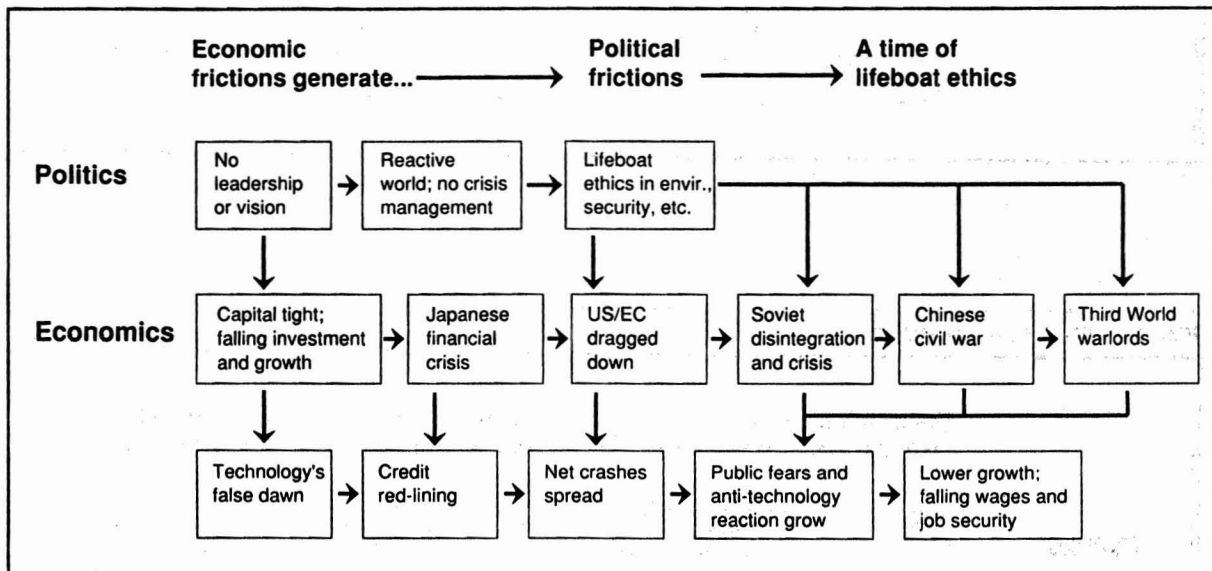 Economic
frictions generate...
Political
frictions
A time of
lifeboat ethics
Politics
No
leadership
or vision
Reactive
world; no crisis
management
Lifeboat
ethics in envir.,
security, etc.
Economics
Capital tight;
falling investment
and growth
Japanese
financial
crisis
US/EC
dragged
down
Soviet
disintegration
and crisis
Chinese
civil war
Third World
warlords
Technology's
false dawn
Credit
red-lining
Net crashes
spread
Public fears and
anti-technology
reaction grow
Lower growth;
falling wages and
job security